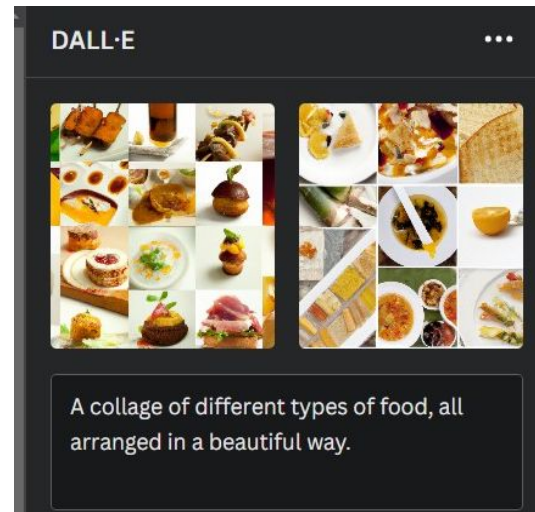 DALL·E
A collage of different types of food, all
arranged in a beautiful way.